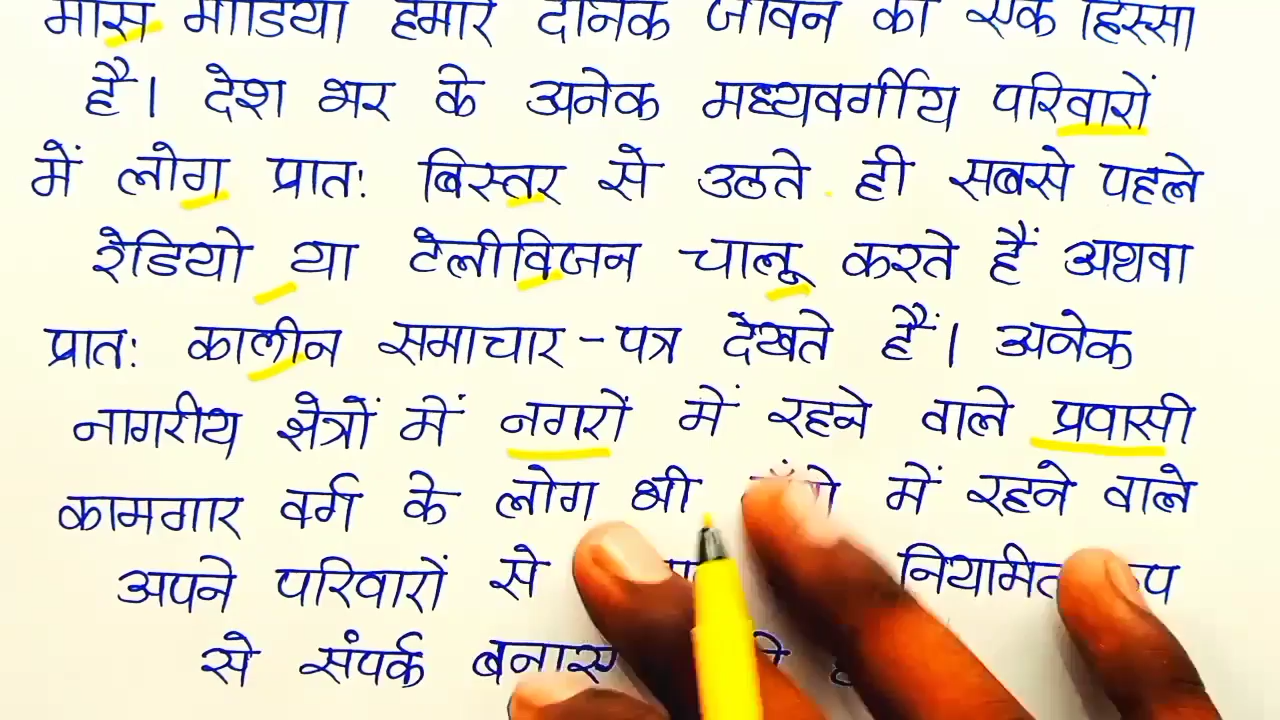 मास मीडिया हमारे दैनिक जीवन का एक हिस्सा
है। देश भर के अनेक मध्यवर्गीय परिवारों
में लोग प्रातः बिस्तर से उठते ही सबसे पहले
रेडियो या टेलीविजन चालू करते हैं अथवा
प्रातः कालीन समाचार-पत्र देखते हैं। अनेक
नागरीय क्षेत्रों में नगरों में रहने वाले प्रवासी
कामगार वर्ग के लोग भी में रहने वाले
अपने परिवारों से नियमित
से संपर्क